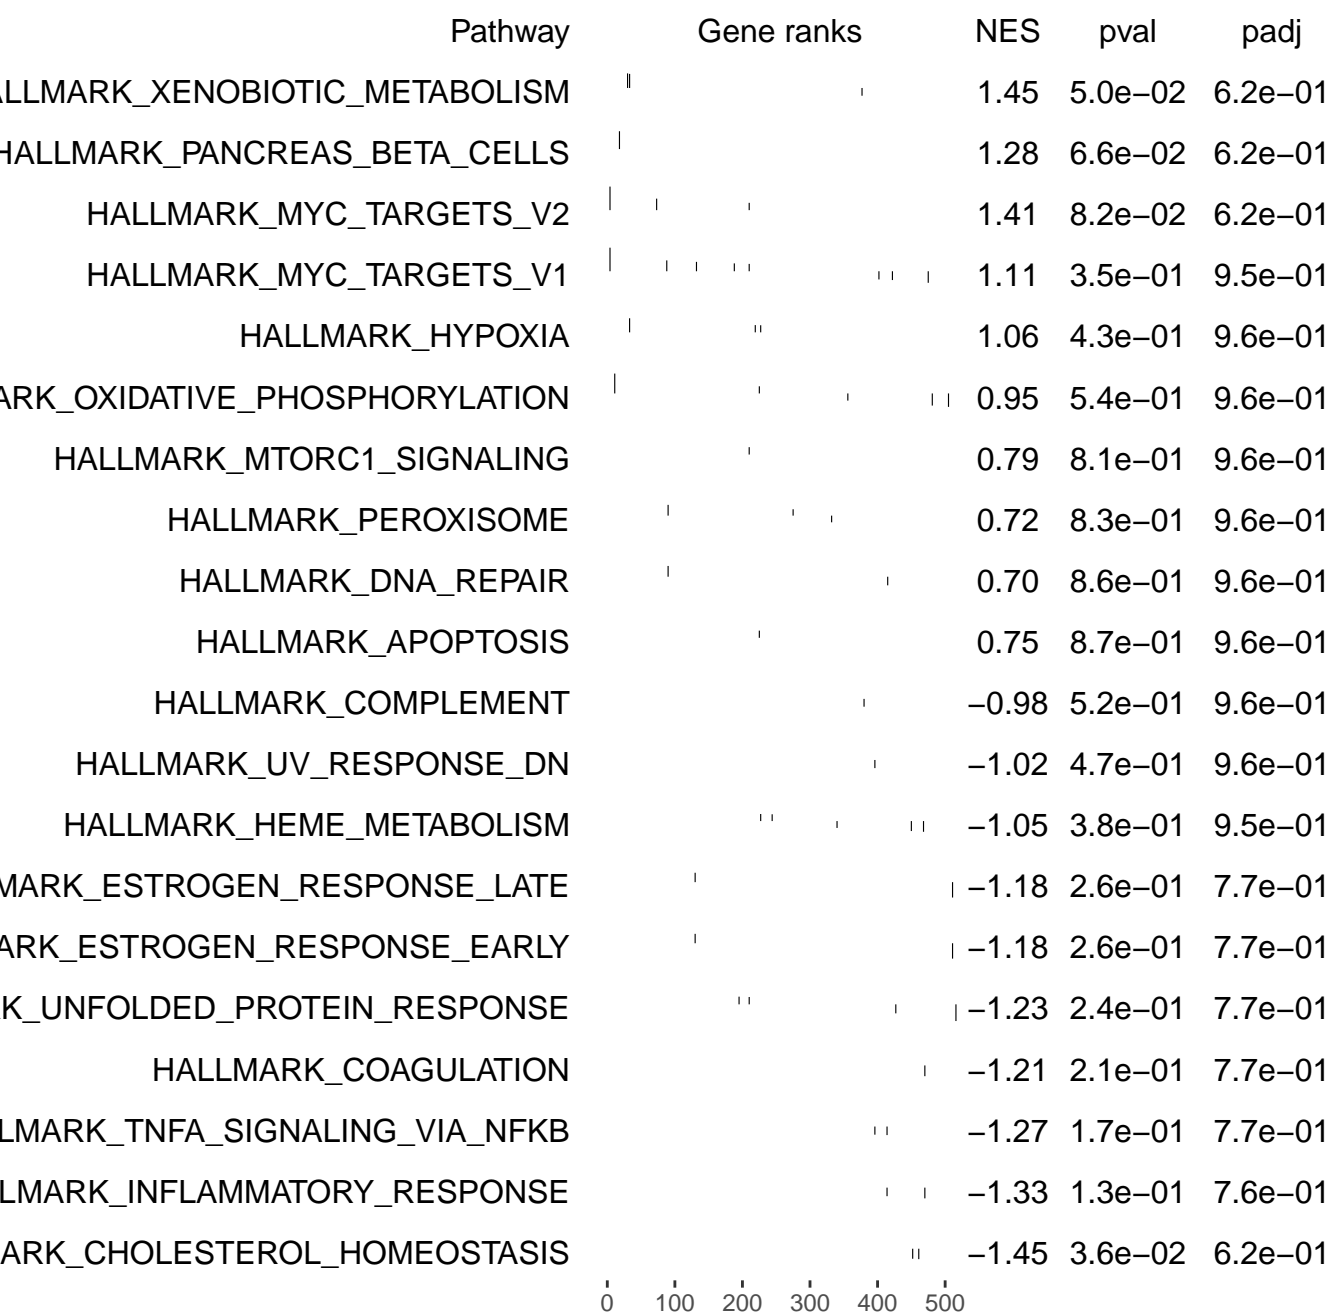 Pathway Gene ranks NES pval padj
ALLMARK_XENOBIOTIC_METABOLISM 1.45 5.0e−02 6.2e−01
HALLMARK_PANCREAS_BETA_CELLS 1.28 6.6e−02 6.2e−01
HALLMARK_MYC_TARGETS_V2 1.41 8.2e−02 6.2e−01
HALLMARK_MYC_TARGETS_V1 1.11 3.5e−01 9.5e−01
HALLMARK_HYPOXIA 1.06 4.3e−01 9.6e−01
ARK_OXIDATIVE_PHOSPHORYLATION 0.95 5.4e−01 9.6e−01
HALLMARK_MTORC1_SIGNALING 0.79 8.1e−01 9.6e−01
HALLMARK_PEROXISOME 0.72 8.3e−01 9.6e−01
HALLMARK_DNA_REPAIR 0.70 8.6e−01 9.6e−01
HALLMARK_APOPTOSIS 0.75 8.7e−01 9.6e−01
HALLMARK_COMPLEMENT −0.98 5.2e−01 9.6e−01
HALLMARK_UV_RESPONSE_DN −1.02 4.7e−01 9.6e−01
HALLMARK_HEME_METABOLISM −1.05 3.8e−01 9.5e−01
MARK_ESTROGEN_RESPONSE_LATE −1.18 2.6e−01 7.7e−01
ARK_ESTROGEN_RESPONSE_EARLY −1.18 2.6e−01 7.7e−01
K_UNFOLDED_PROTEIN_RESPONSE −1.23 2.4e−01 7.7e−01
HALLMARK_COAGULATION −1.21 2.1e−01 7.7e−01
LMARK_TNFA_SIGNALING_VIA_NFKB −1.27 1.7e−01 7.7e−01
LMARK_INFLAMMATORY_RESPONSE −1.33 1.3e−01 7.6e−01
ARK_CHOLESTEROL_HOMEOSTASIS −1.45 3.6e−02 6.2e−01
0 100 200 300 400 500